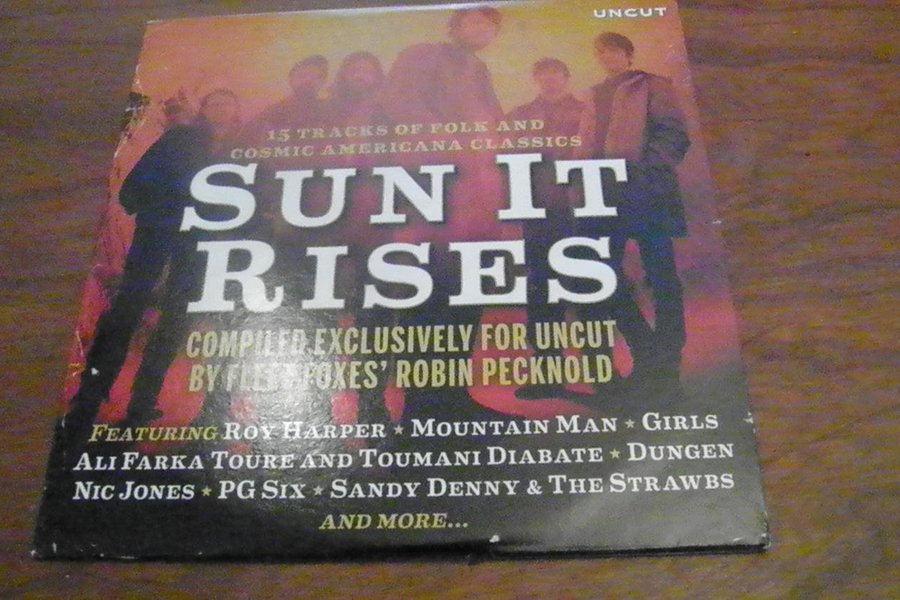 UNCUT
15 TRACKS OF FOLK AND
COSMIC AMERICANA CLASSICS
SUN IT
RISES
COMPILED EXCLUSIVELY FOR UNCUT
BY FLEET FOXES' ROBIN PECKNOLD
FEATURING ROY HARPER ★ MOUNTAIN MAN ★ GIRLS
ALI FARKA TOURE AND TOUMANI DIABATE ★ DUNGEN
NIC JONES ★ PG SIX ★ SANDY DENNY & THE STRAWBS
AND MORE...